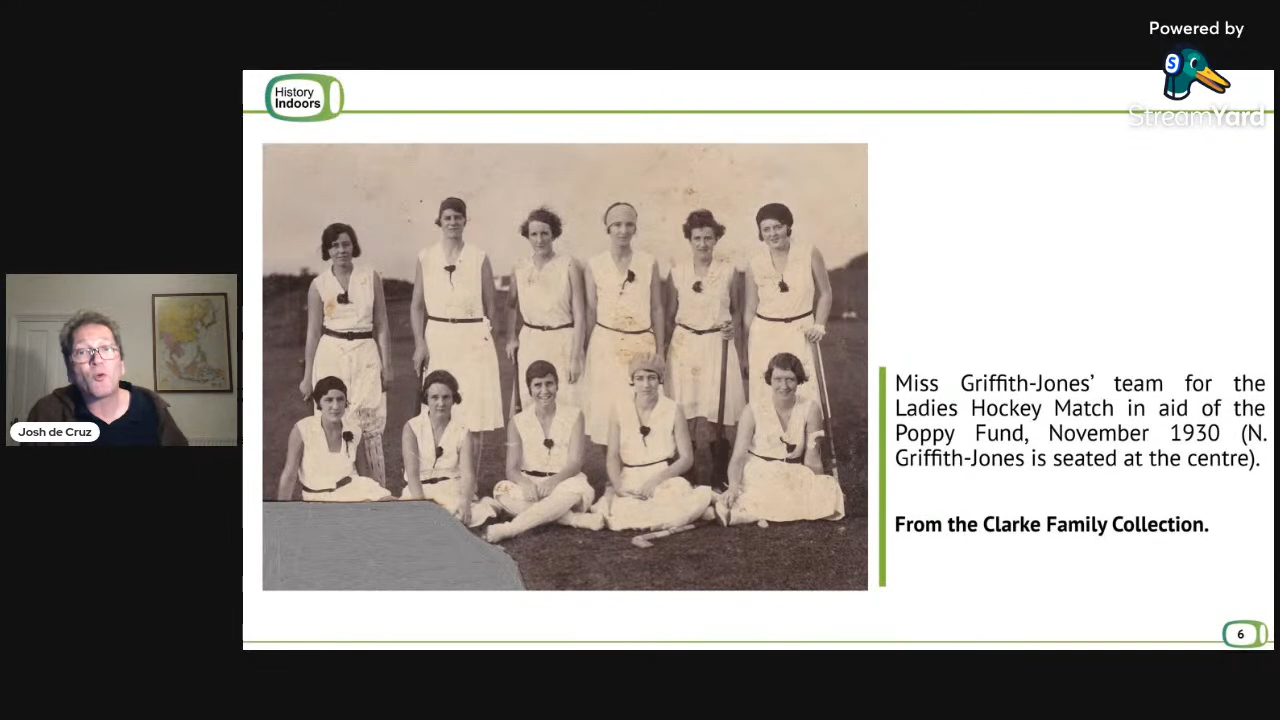 Powered by
S
StreamYard
History
Indoors
Miss Griffith-Jones’ team for the
Ladies Hockey Match in aid of the
Poppy Fund, November 1930 (N.
Griffith-Jones is seated at the centre).
From the Clarke Family Collection.
Josh de Cruz
6